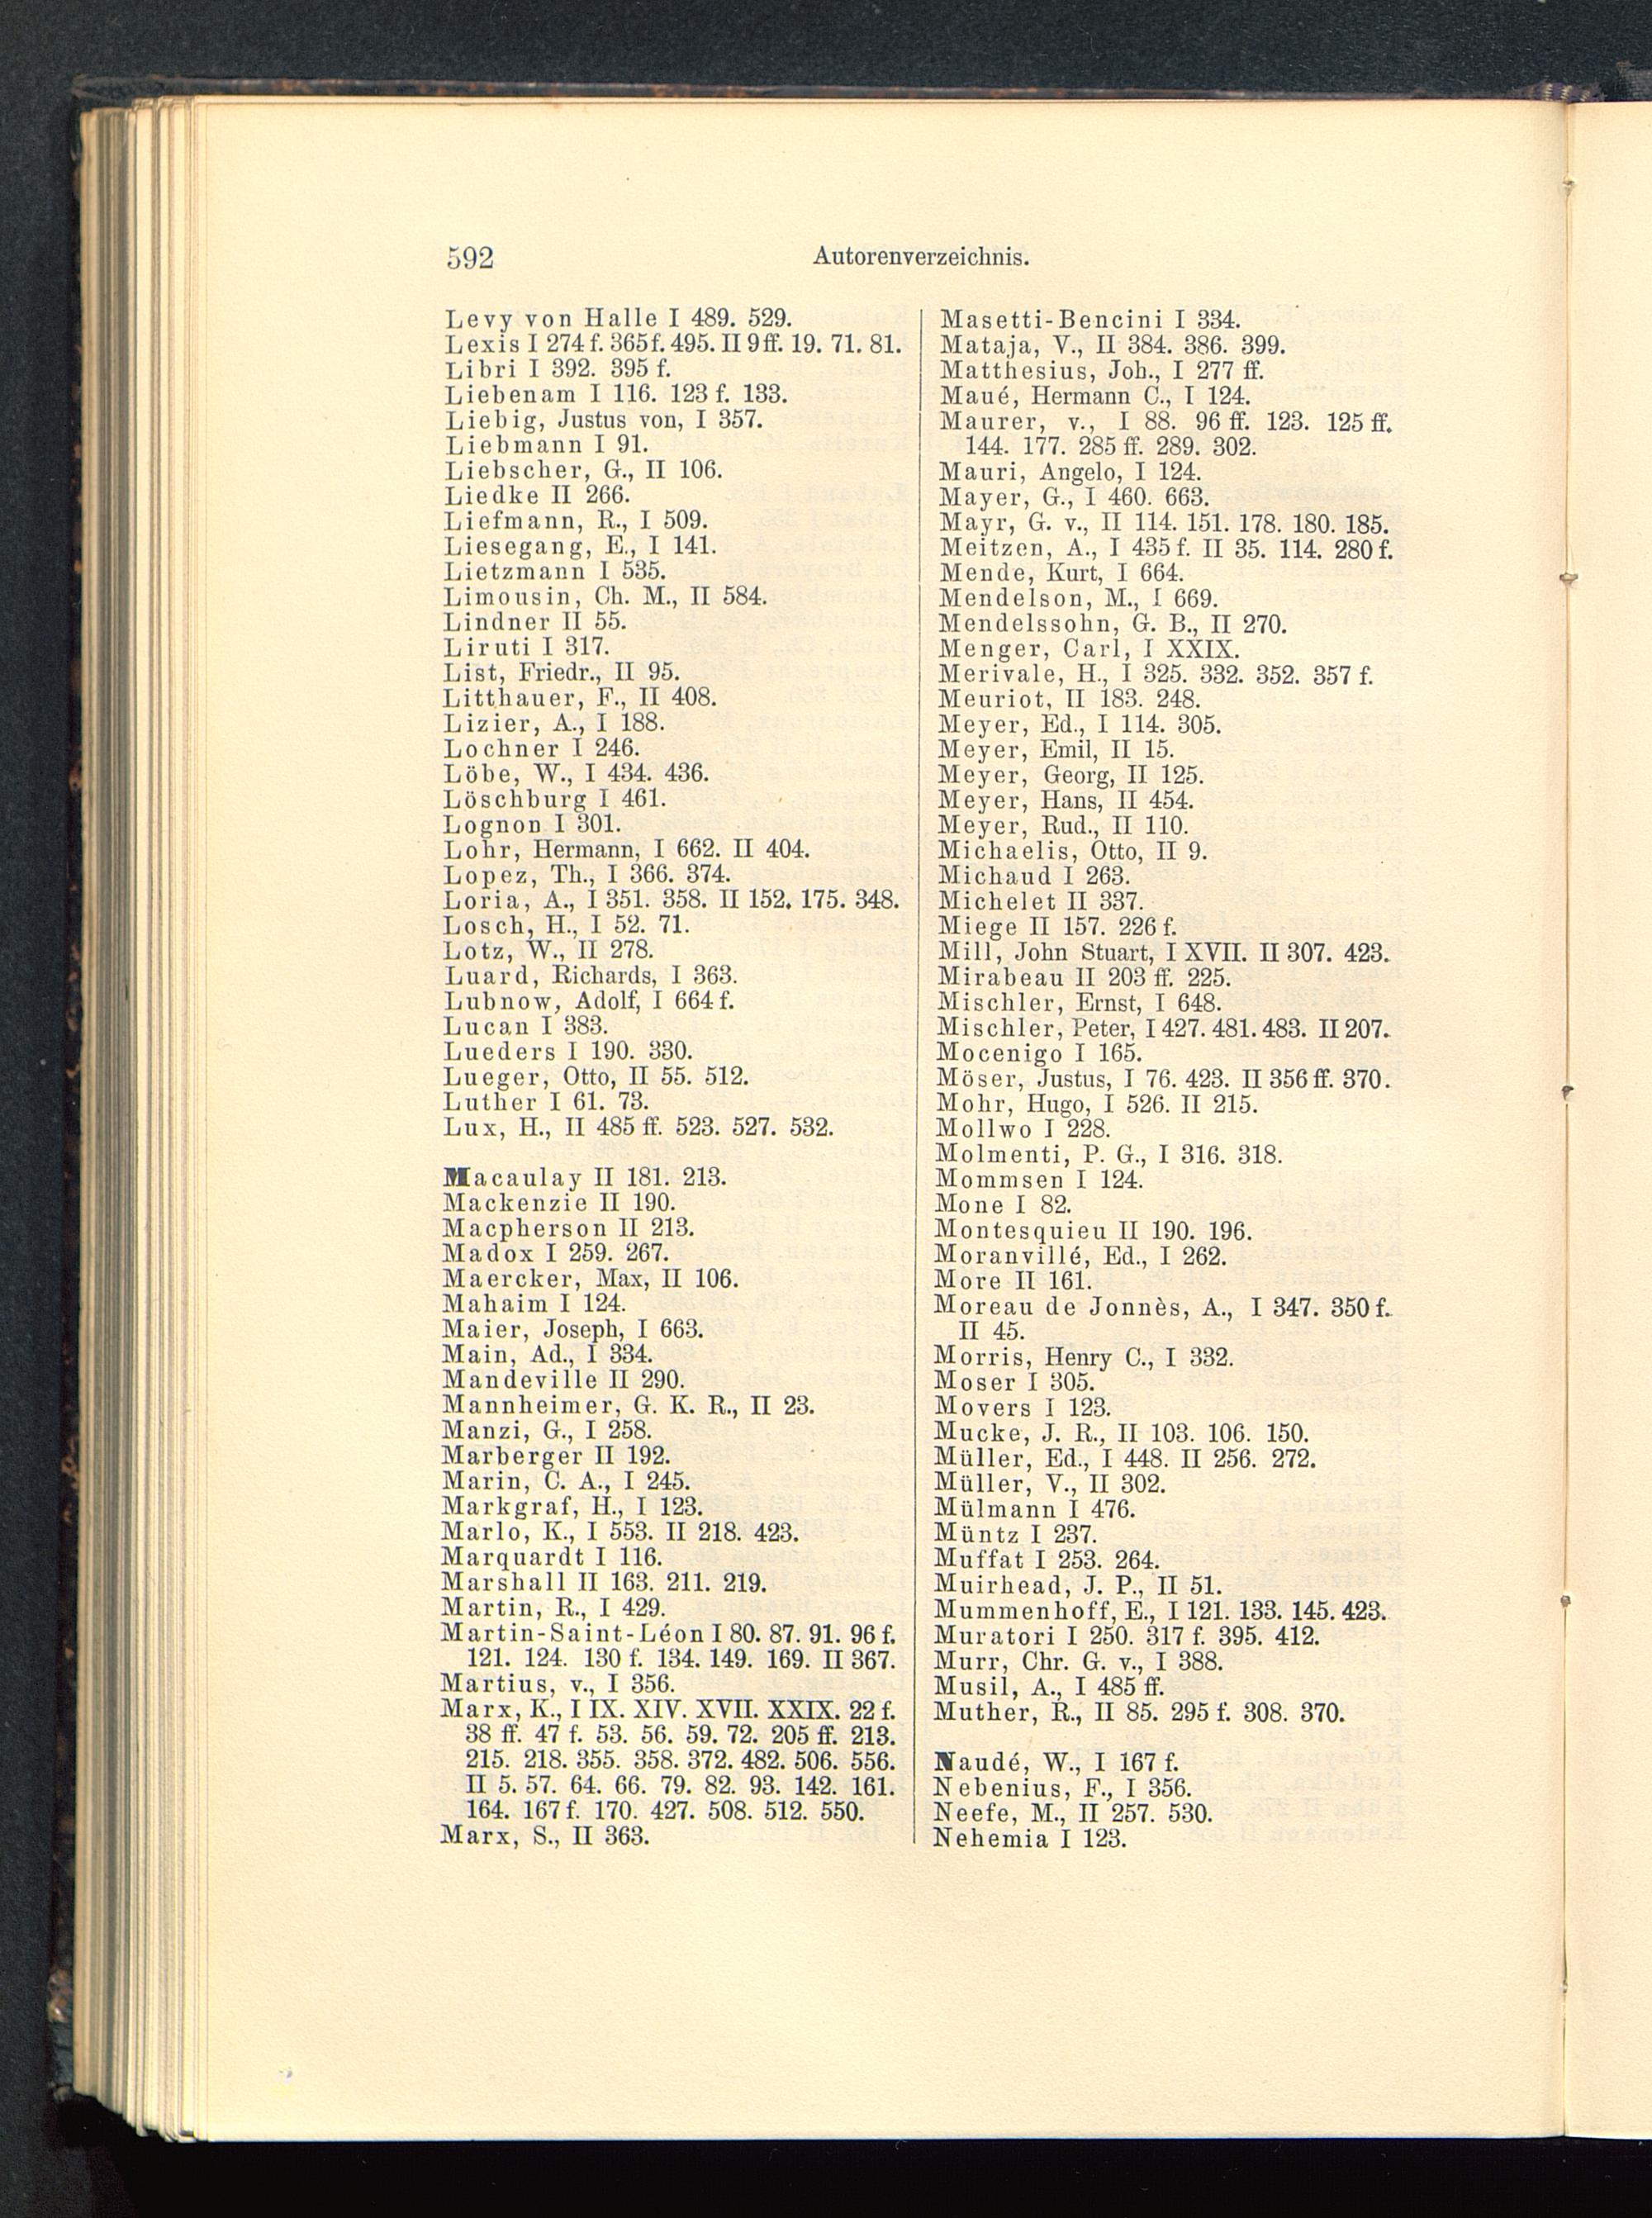 592
Autorenverzeichnis.
Levy von Halle I 489. 529.
Lexis I 274 f. 365 f. 495. II 9 ff. 19. 71. 81.
Libri I 392. 395 f.
Liebenam I 116. 123 f. 133.
Liebig, Justus von, I 357.
Liebmann I 91.
Liebscher, G., II 106.
Liedke II 266.
Liefmann, R., I 509.
Liesegang, E., I 141.
Lietzmann I 535.
Limousin, Ch. M., II 584.
Lindner II 55.
Liruti I 317.
List, Friedr., II 95.
Litthauer, F., II 408.
Lizier, A., I 188.
Lochner I 246.
Löbe, W., I 434. 436.
Löschburg I 461.
Lognon I 301.
Lohr, Hermann, I 662. II 404.
Lopez, Th., I 366. 374.
Loria, A., I 351. 358. II 152. 175. 348.
Losch, H., I 52. 71.
Lotz, W., II 278.
Luard, Richards, I 363.
Lubnow, Adolf, I 664 f.
Lucan I 383.
Lueders I 190. 330.
Lueger, Otto, II 55. 512.
Luther I 61. 73.
Lux, H., II 485 ff. 523. 527. 532.
Macaulay II 181. 213.
Mackenzie II 190.
Macpherson II 213.
Madox I 259. 267.
Maercker, Max, II 106.
Mahaim I 124.
Maier, Joseph, I 663.
Main, Ad., I 334.
Mandeville II 290.
Mannheimer, G. K. R., II 23.
Manzi, G., I 258.
Marberger II 192.
Marin, C. A., I 245.
Markgraf, H., I 123.
Marlo, K., I 553. II 218. 423.
Marquardt I 116.
Marshall II 163. 211. 219.
Martin, R., I 429.
Martin-Saint-Léon I 80. 87. 91. 96 f.
121. 124. 130 f. 134. 149. 169. II 367.
Martius, v., I 356.
Marx, K., I IX. XIV. XVII. XXIX. 22 f.
38 ff. 47 f. 53. 56. 59. 72. 205 ff. 213.
215. 218. 355. 358. 372. 482. 506. 556.
II 5. 57. 64. 66. 79. 82. 93. 142. 161.
164. 167 f. 170. 427. 508. 512. 550.
Marx, S., II 363.
Masetti-Bencini I 334.
Mataja, V., II 384. 386. 399.
Matthesius, Joh., I 277 ff.
Maué, Hermann C., I 124.
Maurer, v., I 88. 96 ff. 123. 125 ff.
144. 177. 285 ff. 289. 302.
Mauri, Angelo, I 124.
Mayer, G., I 460. 663.
Mayr, G. v., II 114. 151. 178. 180. 185.
Meitzen, A., I 435 f. II 35. 114. 280 f.
Mende, Kurt, I 664.
Mendelson, M., I 669.
Mendelssohn, G. B., II 270.
Menger, Carl, I XXIX.
Merivale, H., I 325. 332. 352. 357 f.
Meuriot, II 183. 248.
Meyer, Ed., I 114. 305.
Meyer, Emil, II 15.
Meyer, Georg, II 125.
Meyer, Hans, II 454.
Meyer, Rud., II 110.
Michaelis, Otto, II 9.
Michaud I 263.
Michelet II 337.
Miege II 157. 226 f.
Mill, John Stuart, I XVII. II 307. 423.
Mirabeau II 203 ff. 225.
Mischler, Ernst, I 648.
Mischler, Peter, I 427. 481. 483. II 207.
Mocenigo I 165.
Möser, Justus, I 76. 423. II 356 ff. 370.
Mohr, Hugo, I 526. II 215.
Mollwo I 228.
Molmenti, P. G., I 316. 318.
Mommsen I 124.
Mone I 82.
Montesquieu II 190. 196.
Moranvillé, Ed., I 262.
More II 161.
Moreau de Jonnès, A., I 347. 350 f.
II 45.
Morris, Henry C., I 332.
Moser I 305.
Movers I 123.
Mucke, J. R., II 103. 106. 150.
Müller, Ed., I 448. II 256. 272.
Müller, V., II 302.
Mülmann I 476.
Müntz I 237.
Muffat I 253. 264.
Muirhead, J. P., II 51.
Mummenhoff, E., I 121. 133. 145. 423.
Muratori I 250. 317 f. 395. 412.
Murr, Chr. G. v., I 388.
Musil, A., I 485 ff.
Muther, R., II 85. 295 f. 308. 370.
Naudé, W., I 167 f.
Nebenius, F., I 356.
Neefe, M., II 257. 530.
Nehemia I 123.